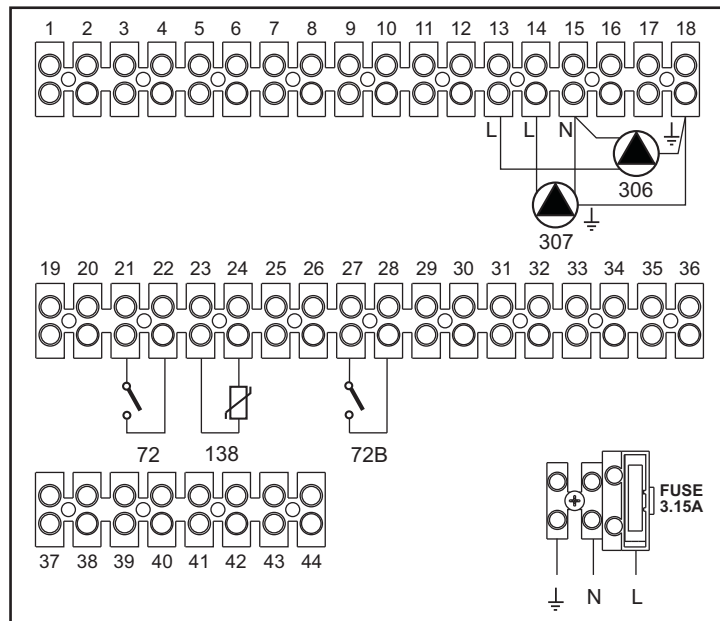 1 2 3 4 5 6 7 8 9 10 11 12 13 14 15 16 17 18
L L N
306
307
19 20 21 22 23 24 25 26 27 28 29 30 31 32 33 34 35 36
72 138 72B
FUSE
3.15A
37 38 39 40 41 42 43 44
N L